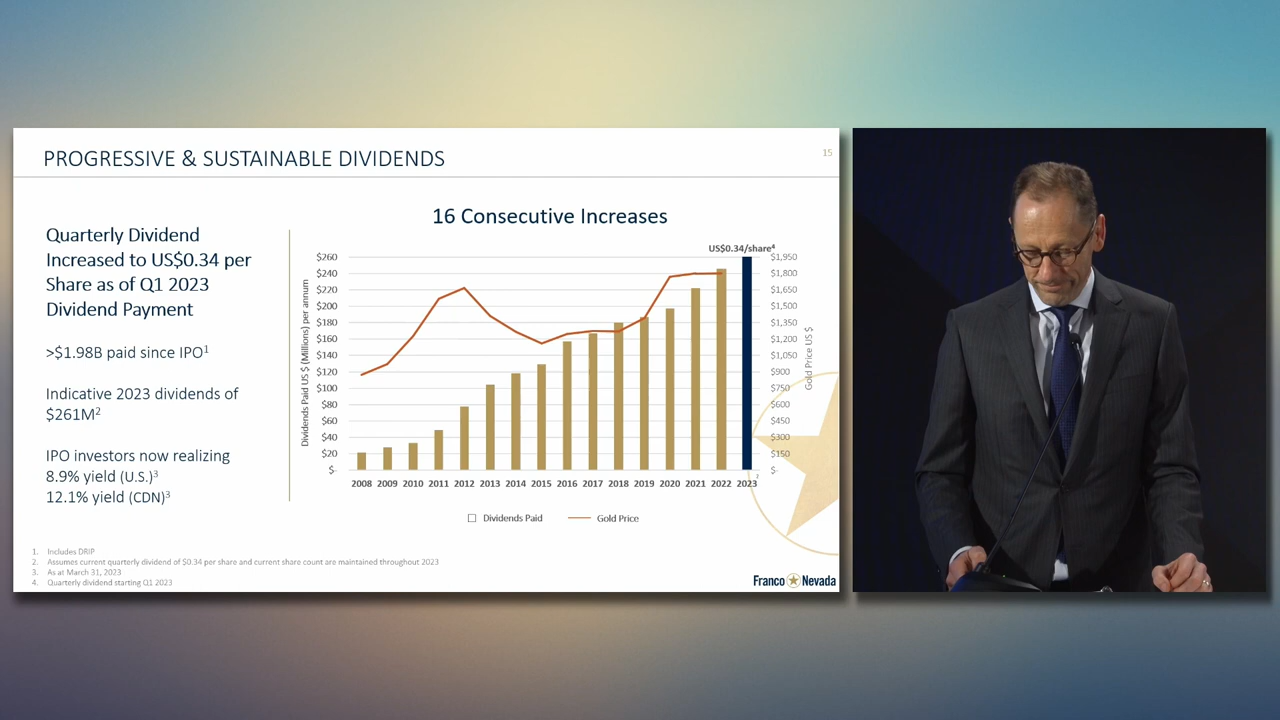 PROGRESSIVE & SUSTAINABLE DIVIDENDS
15
Quarterly Dividend
Increased to US$0.34 per
Share as of Q1 2023
Dividend Payment
>$1.98B paid since IPO¹
Indicative 2023 dividends of
$261M²
IPO investors now realizing
8.9% yield (U.S.)³
12.1% yield (CDN)³
16 Consecutive Increases
US$0.34/share⁴
Dividends Paid US $ (Millions) per annum
$260
$240
$220
$200
$180
$160
$140
$120
$100
$80
$60
$40
$20
$-
$1,950
$1,800
$1,650
$1,500
$1,350
$1,200
$1,050
$900
$750
$600
$450
$300
$150
$-
Gold Price US $
2008 2009 2010 2011 2012 2013 2014 2015 2016 2017 2018 2019 2020 2021 2022 2023²
Dividends Paid
Gold Price
1. Includes DRIP
2. Assumes current quarterly dividend of $0.34 per share and current share count are maintained throughout 2023
3. As at March 31, 2023
4. Quarterly dividend starting Q1 2023
Franco Nevada